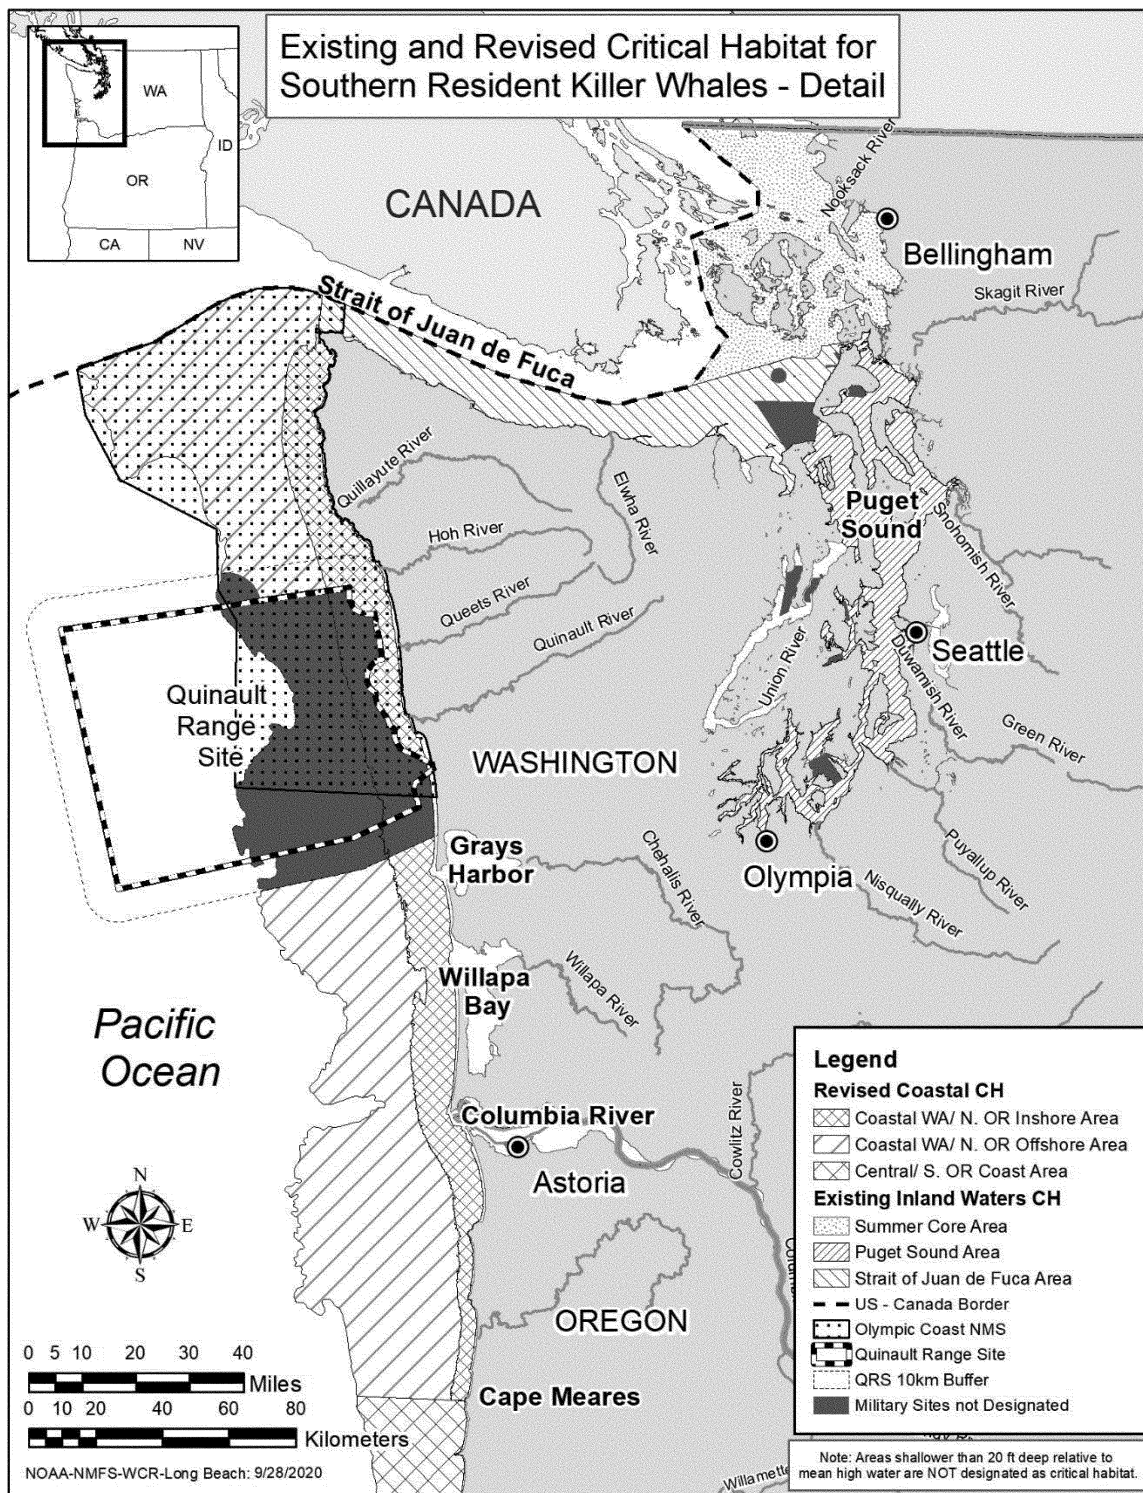 Existing and Revised Critical Habitat for
Southern Resident Killer Whales - Detail
WA
ID
OR
CA
NV
CANADA
Nooksack River
Bellingham
Skagit River
Strait of Juan de Fuca
Quillayute River
Elwha River
Hoh River
Queets River
Quinault River
Puget
Sound
Snohomish River
Union River
Seattle
Duwamish River
Green River
Quinault
Range
Site
WASHINGTON
Grays
Harbor
Chehalis River
Olympia
Puyallup River
Nisqually River
Willapa
Bay
Willapa River
Pacific
Ocean
Columbia River
Astoria
Cowlitz River
N
W
E
S
OREGON
Cape Meares
Willamette
Legend
Revised Coastal CH
Coastal WA/ N. OR Inshore Area
Coastal WA/ N. OR Offshore Area
Central/ S. OR Coast Area
Existing Inland Waters CH
Summer Core Area
Puget Sound Area
Strait of Juan de Fuca Area
US - Canada Border
Olympic Coast NMS
Quinault Range Site
QRS 10km Buffer
Military Sites not Designated
0 5 10 20 30 40
Miles
0 10 20 40 60 80
Kilometers
NOAA-NMFS-WCR-Long Beach: 9/28/2020
Note: Areas shallower than 20 ft deep relative to
mean high water are NOT designated as critical habitat.